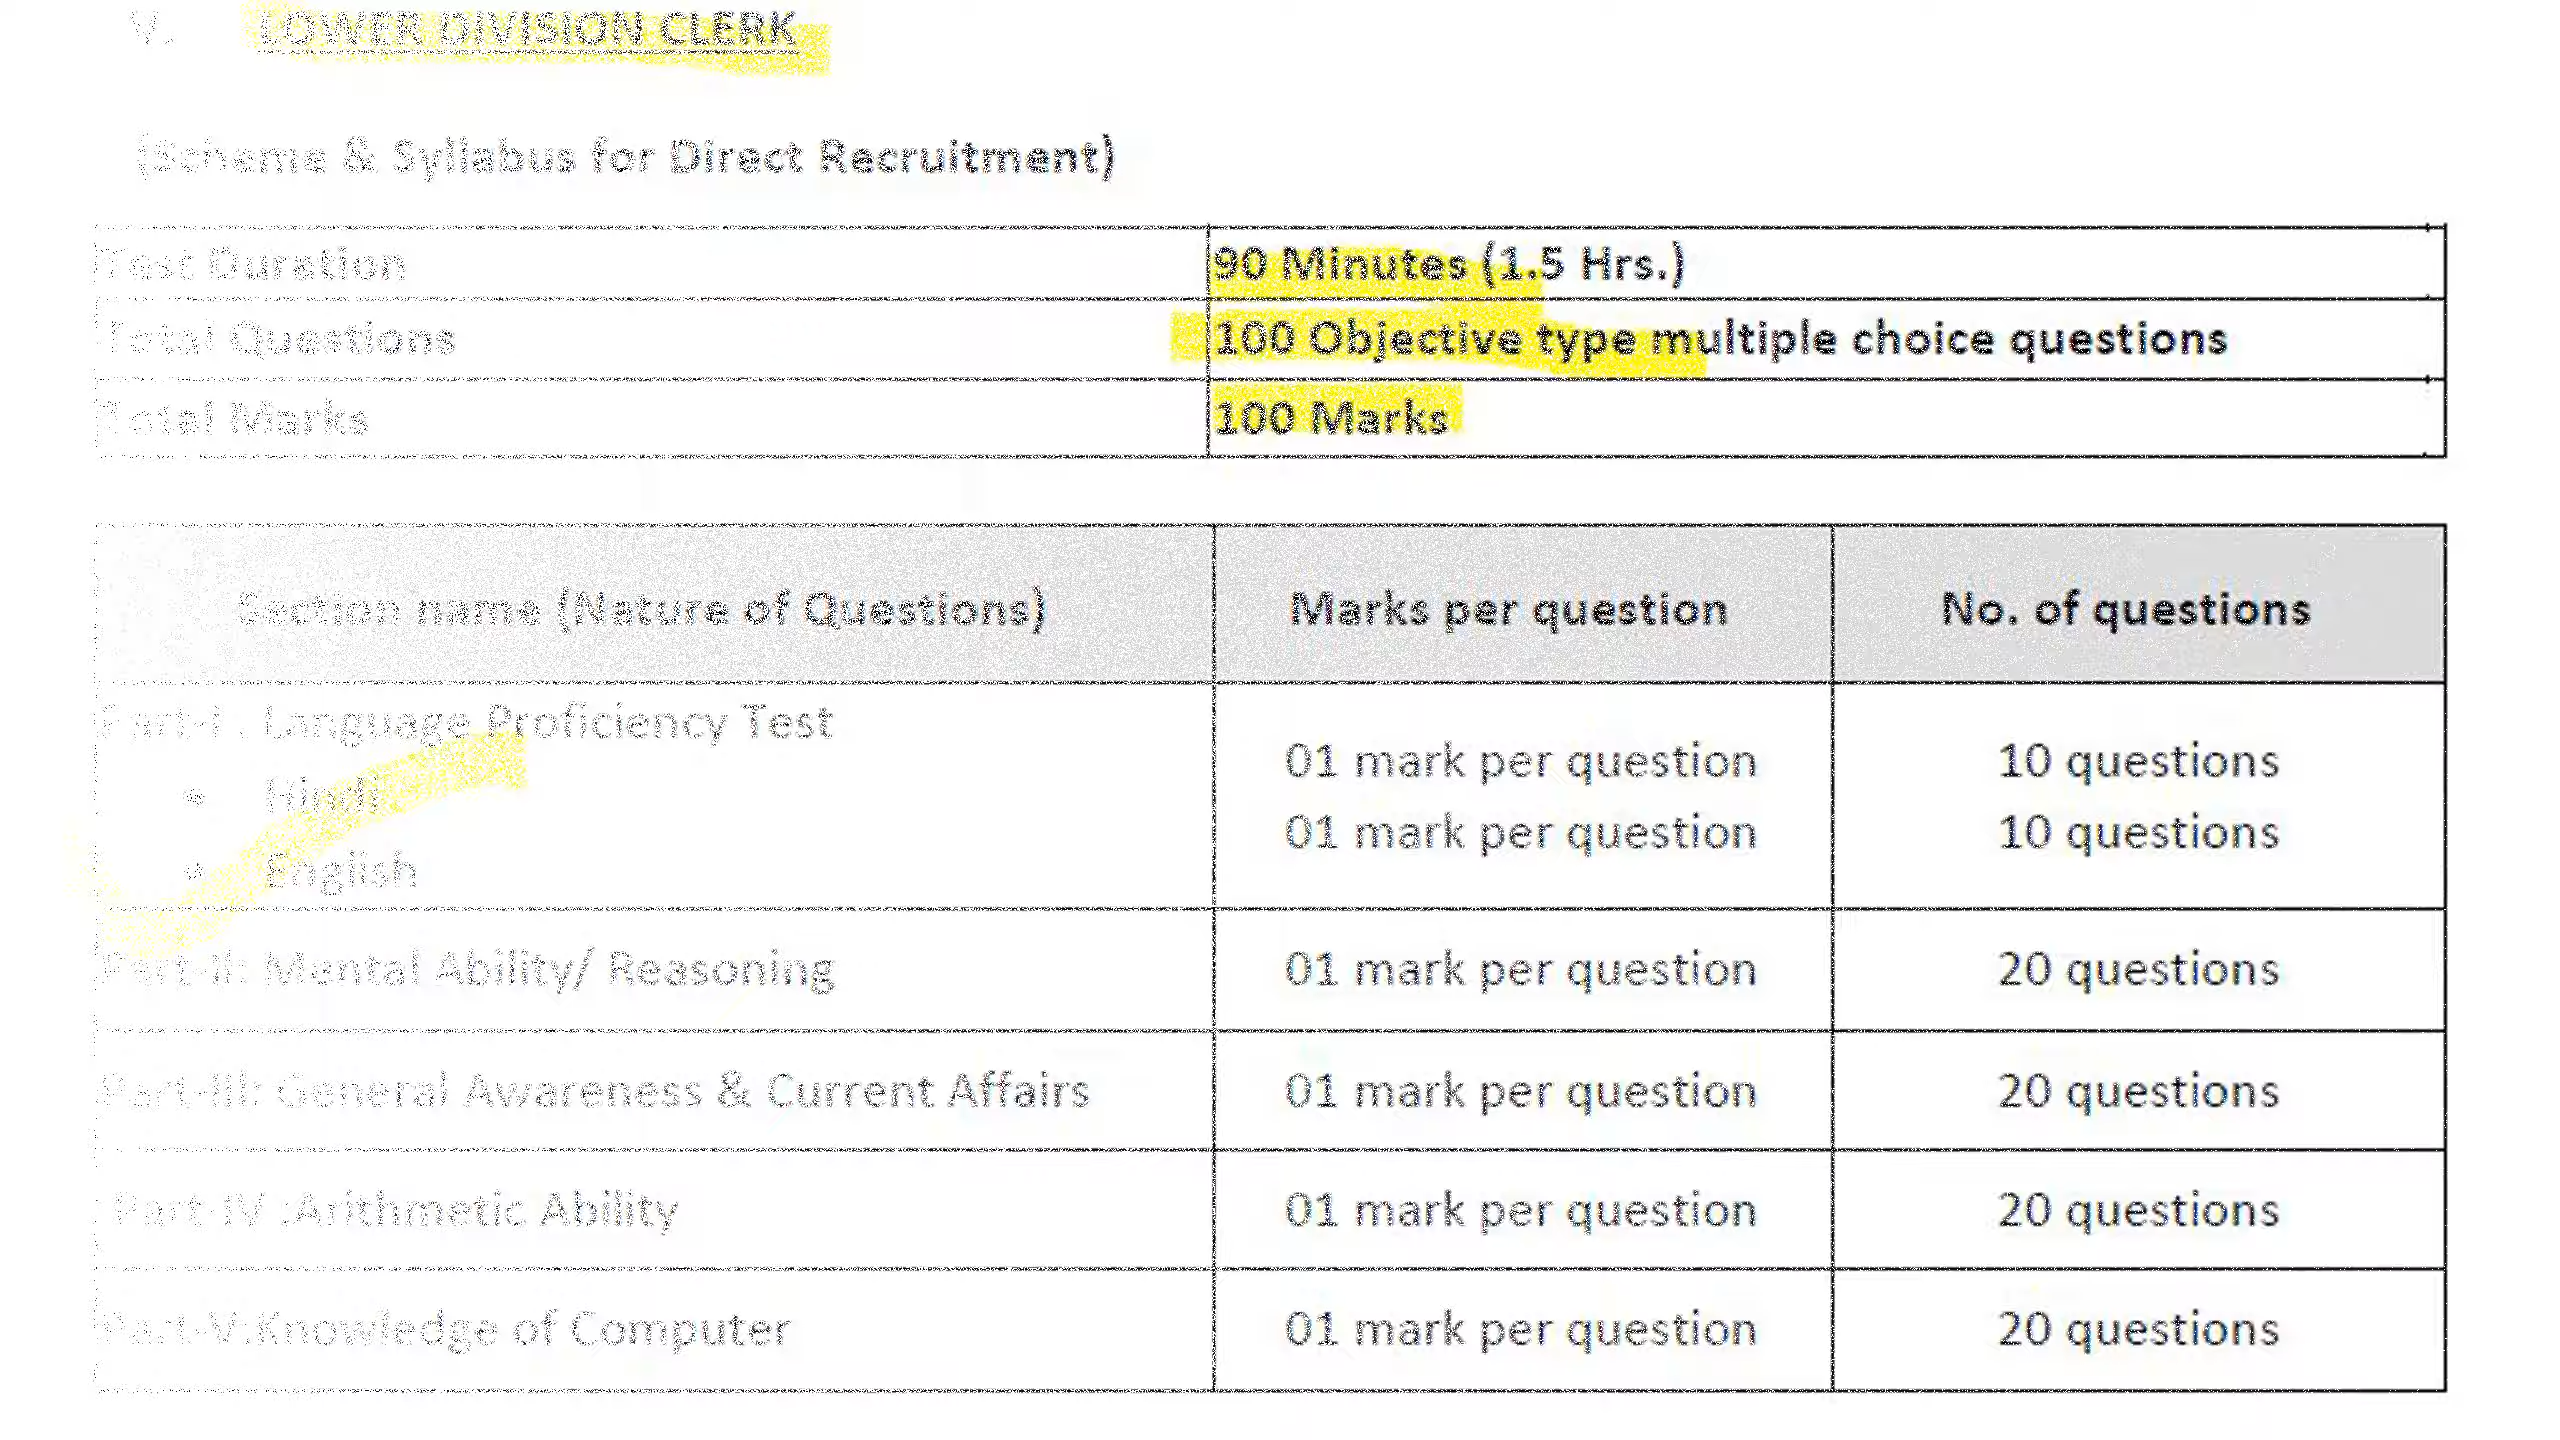 V. LOWER DIVISION CLERK
(Scheme & Syllabus for Direct Recruitment)
Test Duration 90 Minutes (1.5 Hrs.)
Total Questions 100 Objective type multiple choice questions
Total Marks 100 Marks
Section name (Nature of Questions) Marks per question No. of questions
Part-I : Language Proficiency Test
• Hindi 01 mark per question 10 questions
• English 01 mark per question 10 questions
Part-II: Mental Ability/ Reasoning 01 mark per question 20 questions
Part-III: General Awareness & Current Affairs 01 mark per question 20 questions
Part-IV :Arithmetic Ability 01 mark per question 20 questions
Part-V:Knowledge of Computer 01 mark per question 20 questions